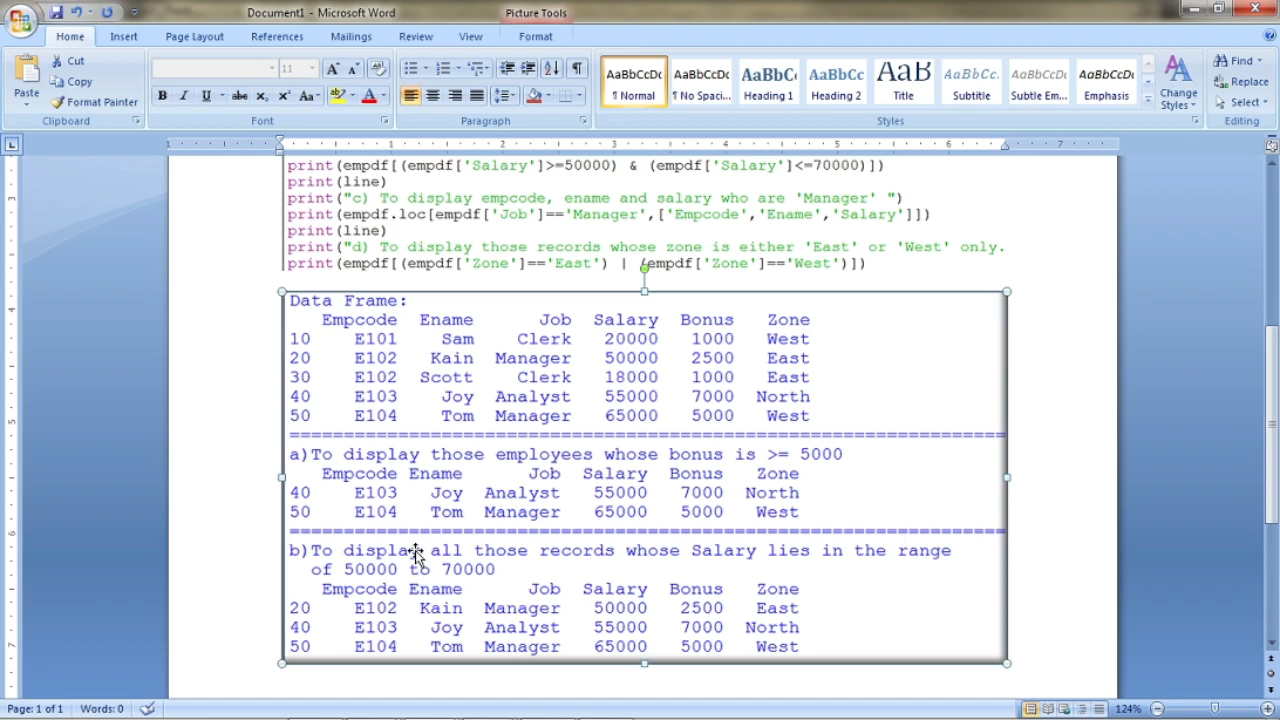 Document1 - Microsoft Word
Picture Tools
Home Insert Page Layout References Mailings Review View Format
Paste
Cut
Copy
Format Painter
Clipboard
11
Font
Paragraph
AaBbCcDc AaBbCcDc AaBbC AaBbCc AaB AaBbCc. AaBbCcDc AaBbCcDc
¶ Normal ¶ No Spaci... Heading 1 Heading 2 Title Subtitle Subtle Em... Emphasis
Change Styles
Styles
Find
Replace
Select
Editing
1 1 2 3 4 5 6 7
print(empdf[(empdf['Salary']>=50000) & (empdf['Salary']<=70000)])
print(line)
print("c) To display empcode, ename and salary who are 'Manager' ")
print(empdf.loc[empdf['Job']=='Manager',['Empcode','Ename','Salary']])
print(line)
print("d) To display those records whose zone is either 'East' or 'West' only.
print(empdf[(empdf['Zone']=='East') | (empdf['Zone']=='West')])
Data Frame:
Empcode Ename Job Salary Bonus Zone
10 E101 Sam Clerk 20000 1000 West
20 E102 Kain Manager 50000 2500 East
30 E102 Scott Clerk 18000 1000 East
40 E103 Joy Analyst 55000 7000 North
50 E104 Tom Manager 65000 5000 West
==================================================================
a)To display those employees whose bonus is >= 5000
Empcode Ename Job Salary Bonus Zone
40 E103 Joy Analyst 55000 7000 North
50 E104 Tom Manager 65000 5000 West
==================================================================
b)To display all those records whose Salary lies in the range
of 50000 to 70000
Empcode Ename Job Salary Bonus Zone
20 E102 Kain Manager 50000 2500 East
40 E103 Joy Analyst 55000 7000 North
50 E104 Tom Manager 65000 5000 West
Page: 1 of 1 Words: 0 124%